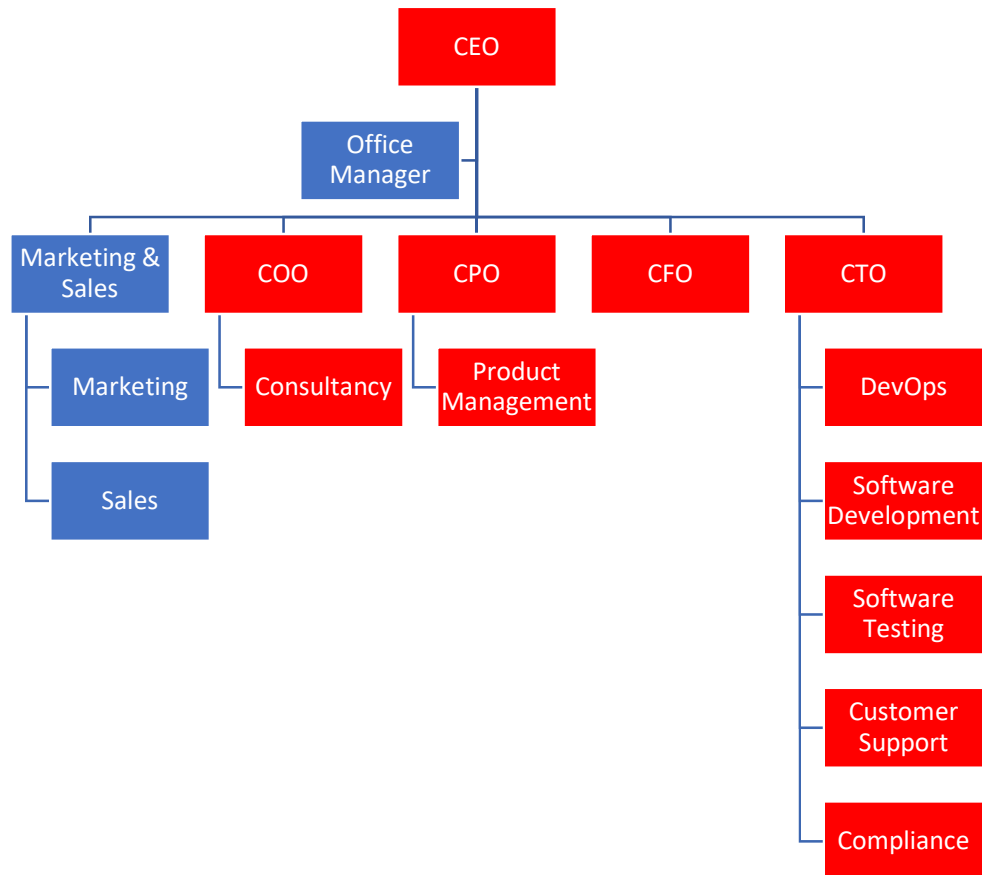 CEO
Office
Manager
Marketing &
Sales
COO
CPO
CFO
CTO
Marketing
Consultancy
Product
Management
DevOps
Sales
Software
Development
Software
Testing
Customer
Support
Compliance